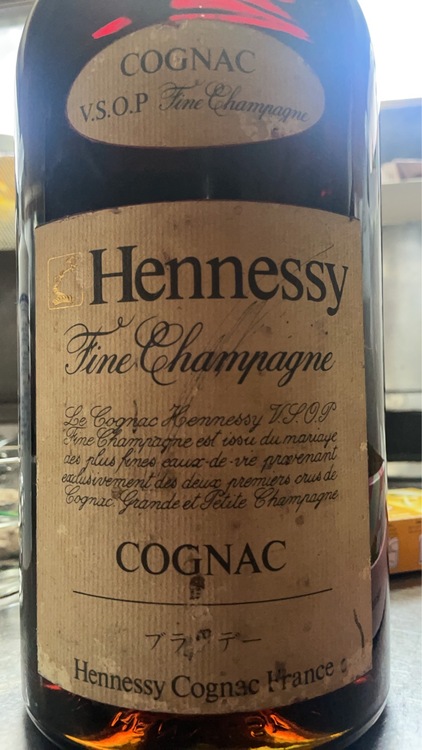 COGNAC
V.S.O.P Fine Champagne
Hennessy
Fine Champagne
Le Cognac Hennessy V.S.O.P
Fine Champagne est issu du mariage
des plus fines eaux-de-vie provenant
exclusivement des deux premiers crus de
Cognac, Grande et Petite Champagne
COGNAC
ブランデー
Hennessy Cognac France